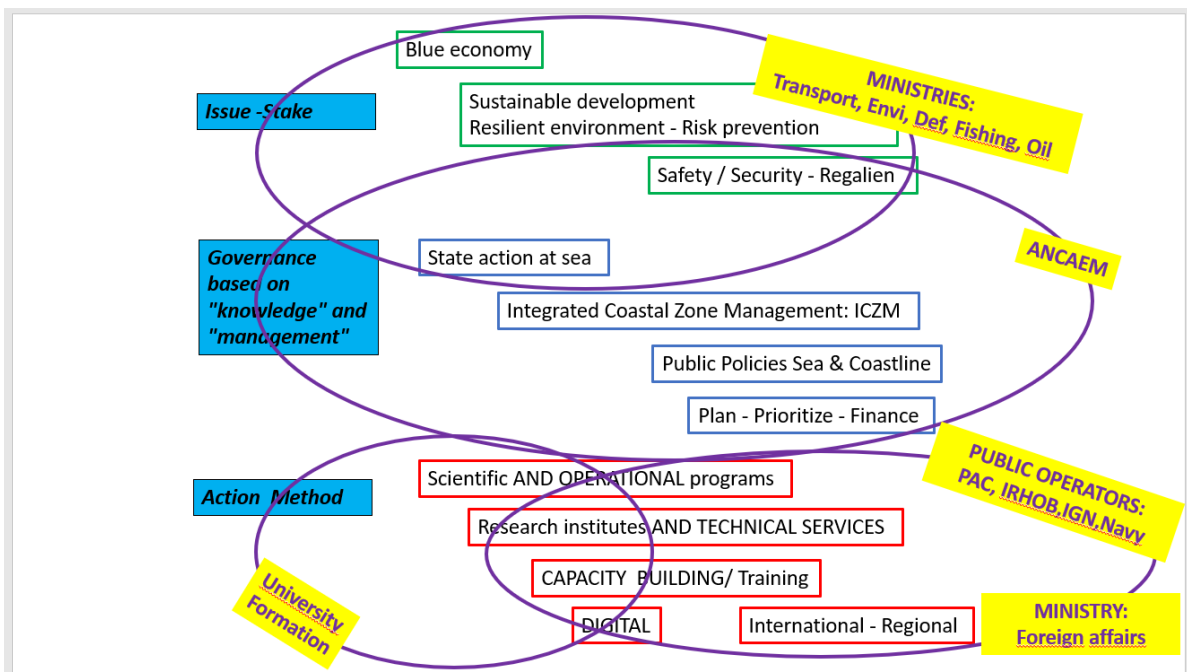 Blue economy
MINISTRIES:
Transport, Envi, Def, Fishing, Oil
Issue -Stake
Sustainable development
Resilient environment - Risk prevention
Safety / Security - Regalien
ANCAEM
Governance
based on
"knowledge" and
"management"
State action at sea
Integrated Coastal Zone Management: ICZM
Public Policies Sea & Coastline
Plan - Prioritize - Finance
PUBLIC OPERATORS:
PAC, IRHOB,IGN,Navy
Action Method
Scientific AND OPERATIONAL programs
Research institutes AND TECHNICAL SERVICES
CAPACITY BUILDING/ Training
University
Formation
DIGITAL
International - Regional
MINISTRY:
Foreign affairs